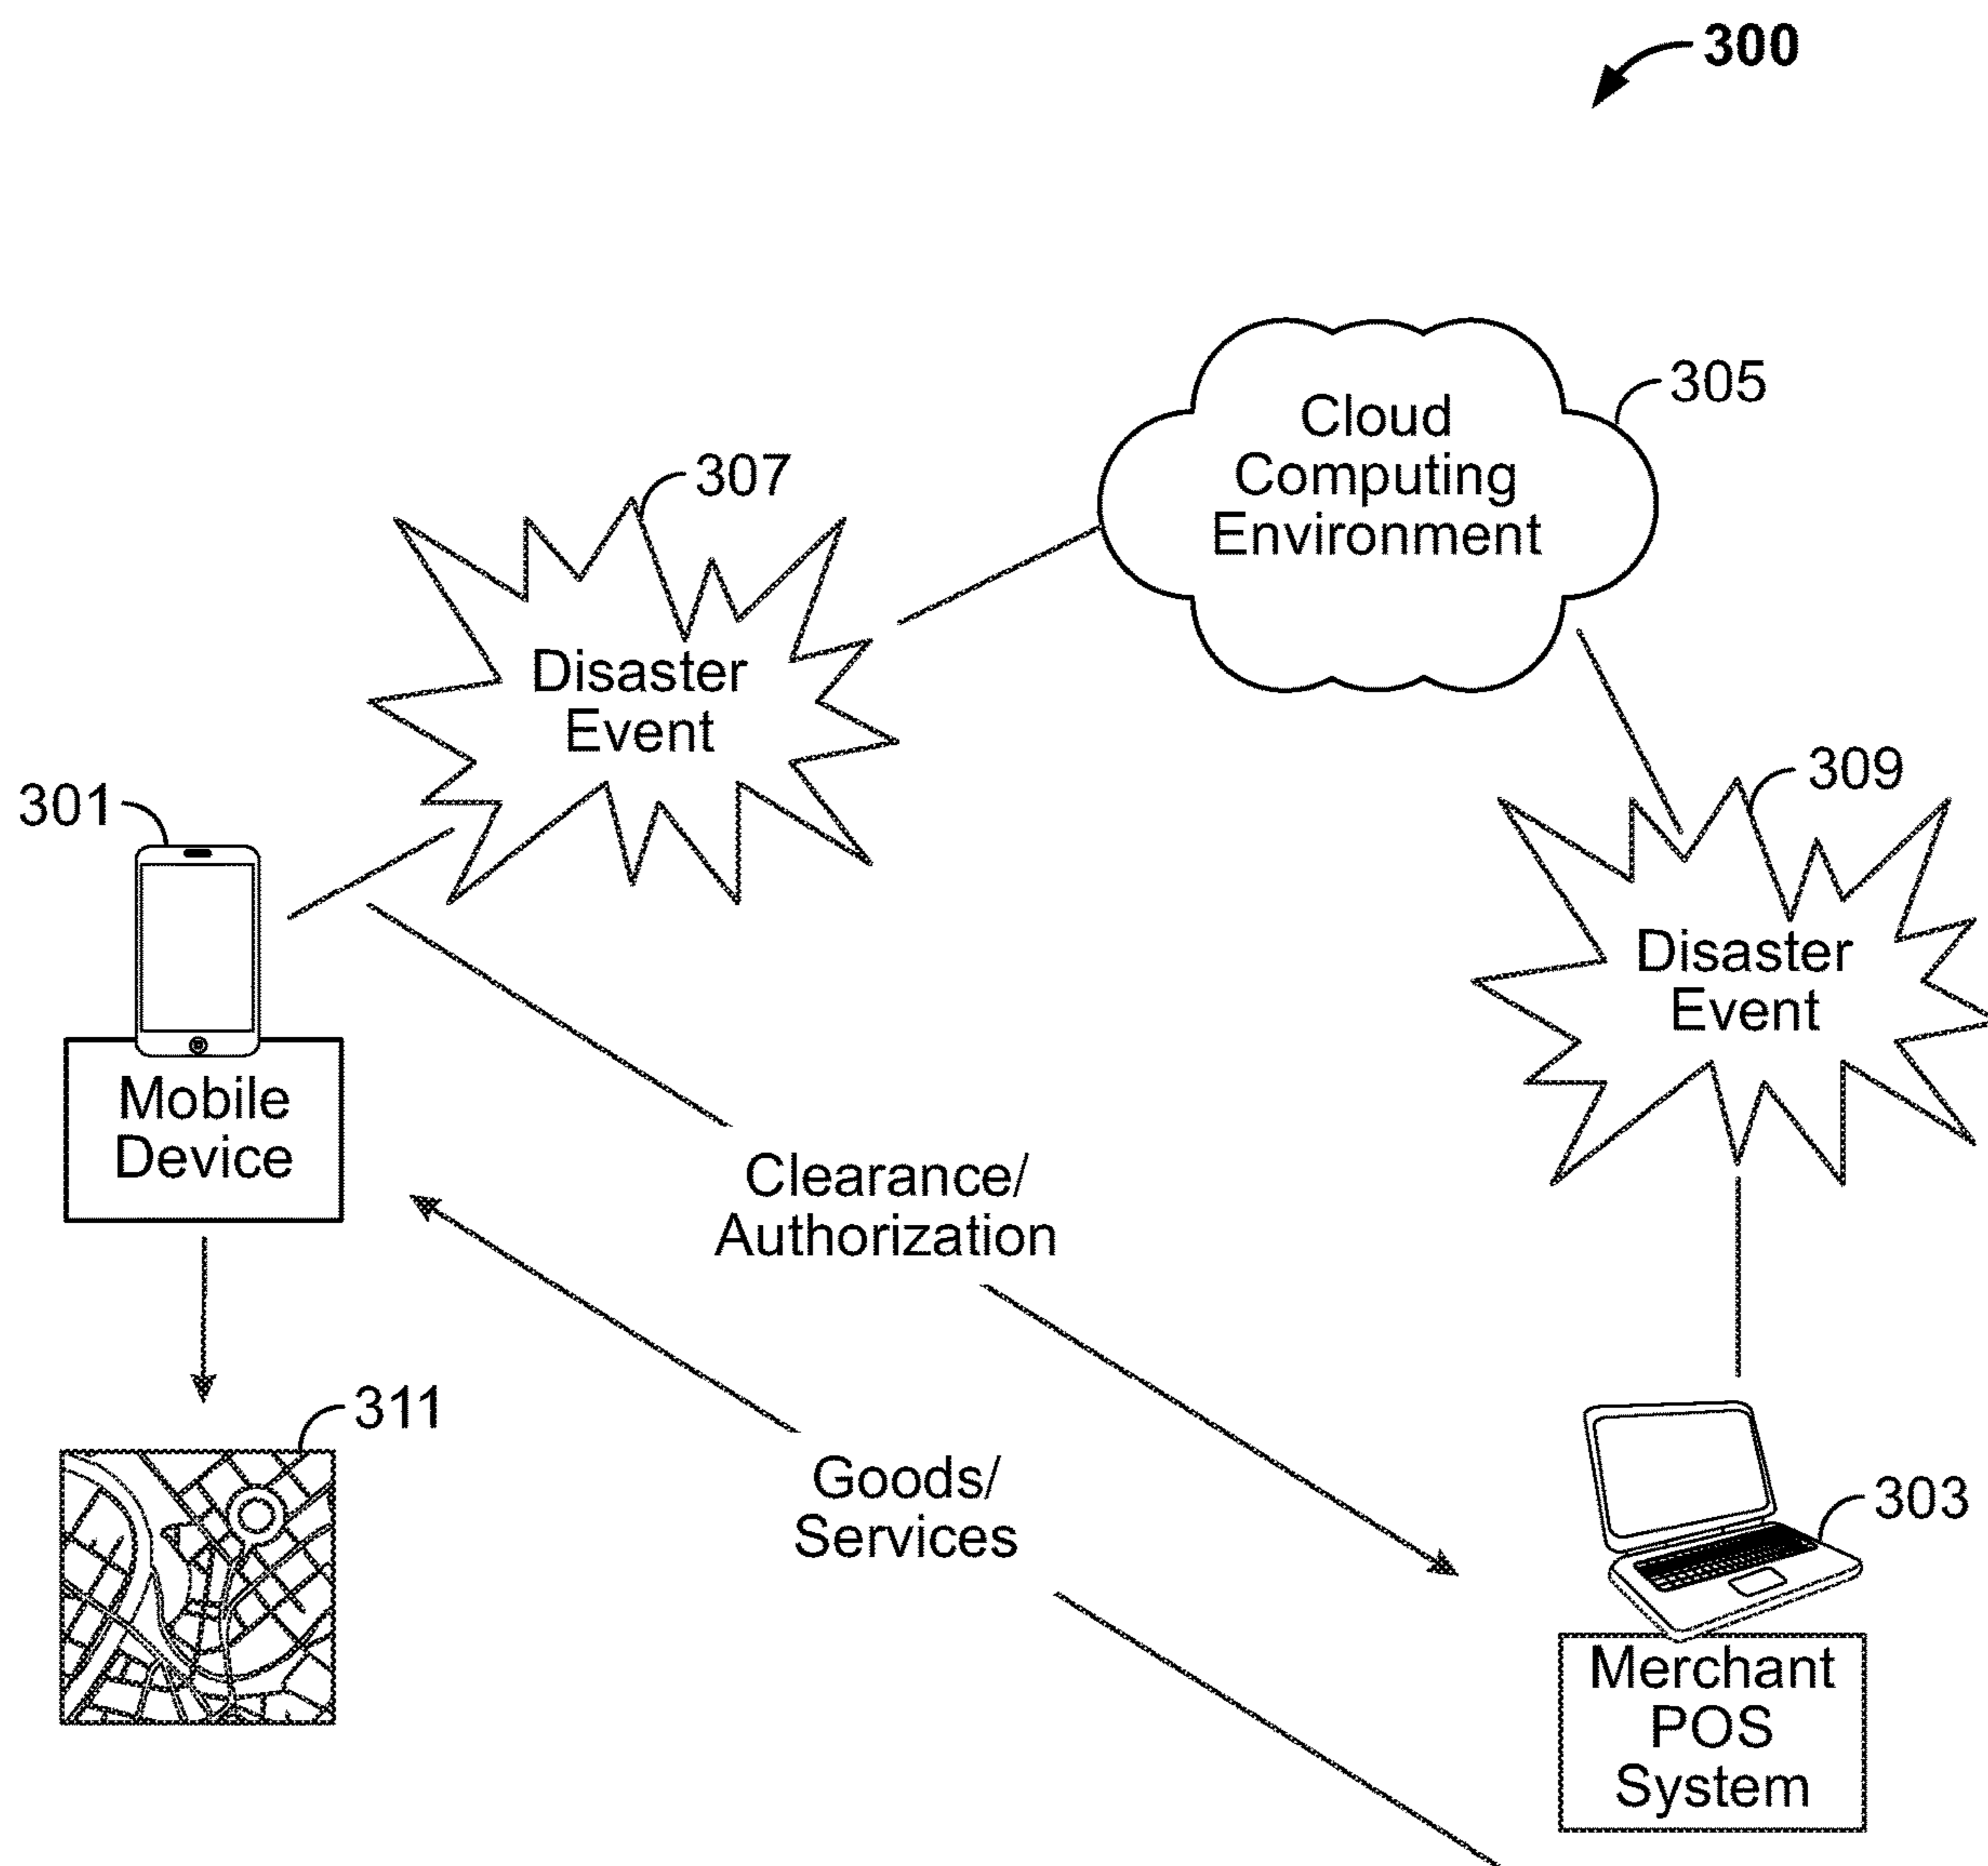 300
305
Cloud
Computing
Environment
307
Disaster
Event
309
Disaster
Event
301
Mobile
Device
Clearance/
Authorization
311
Goods/
Services
303
Merchant
POS
System